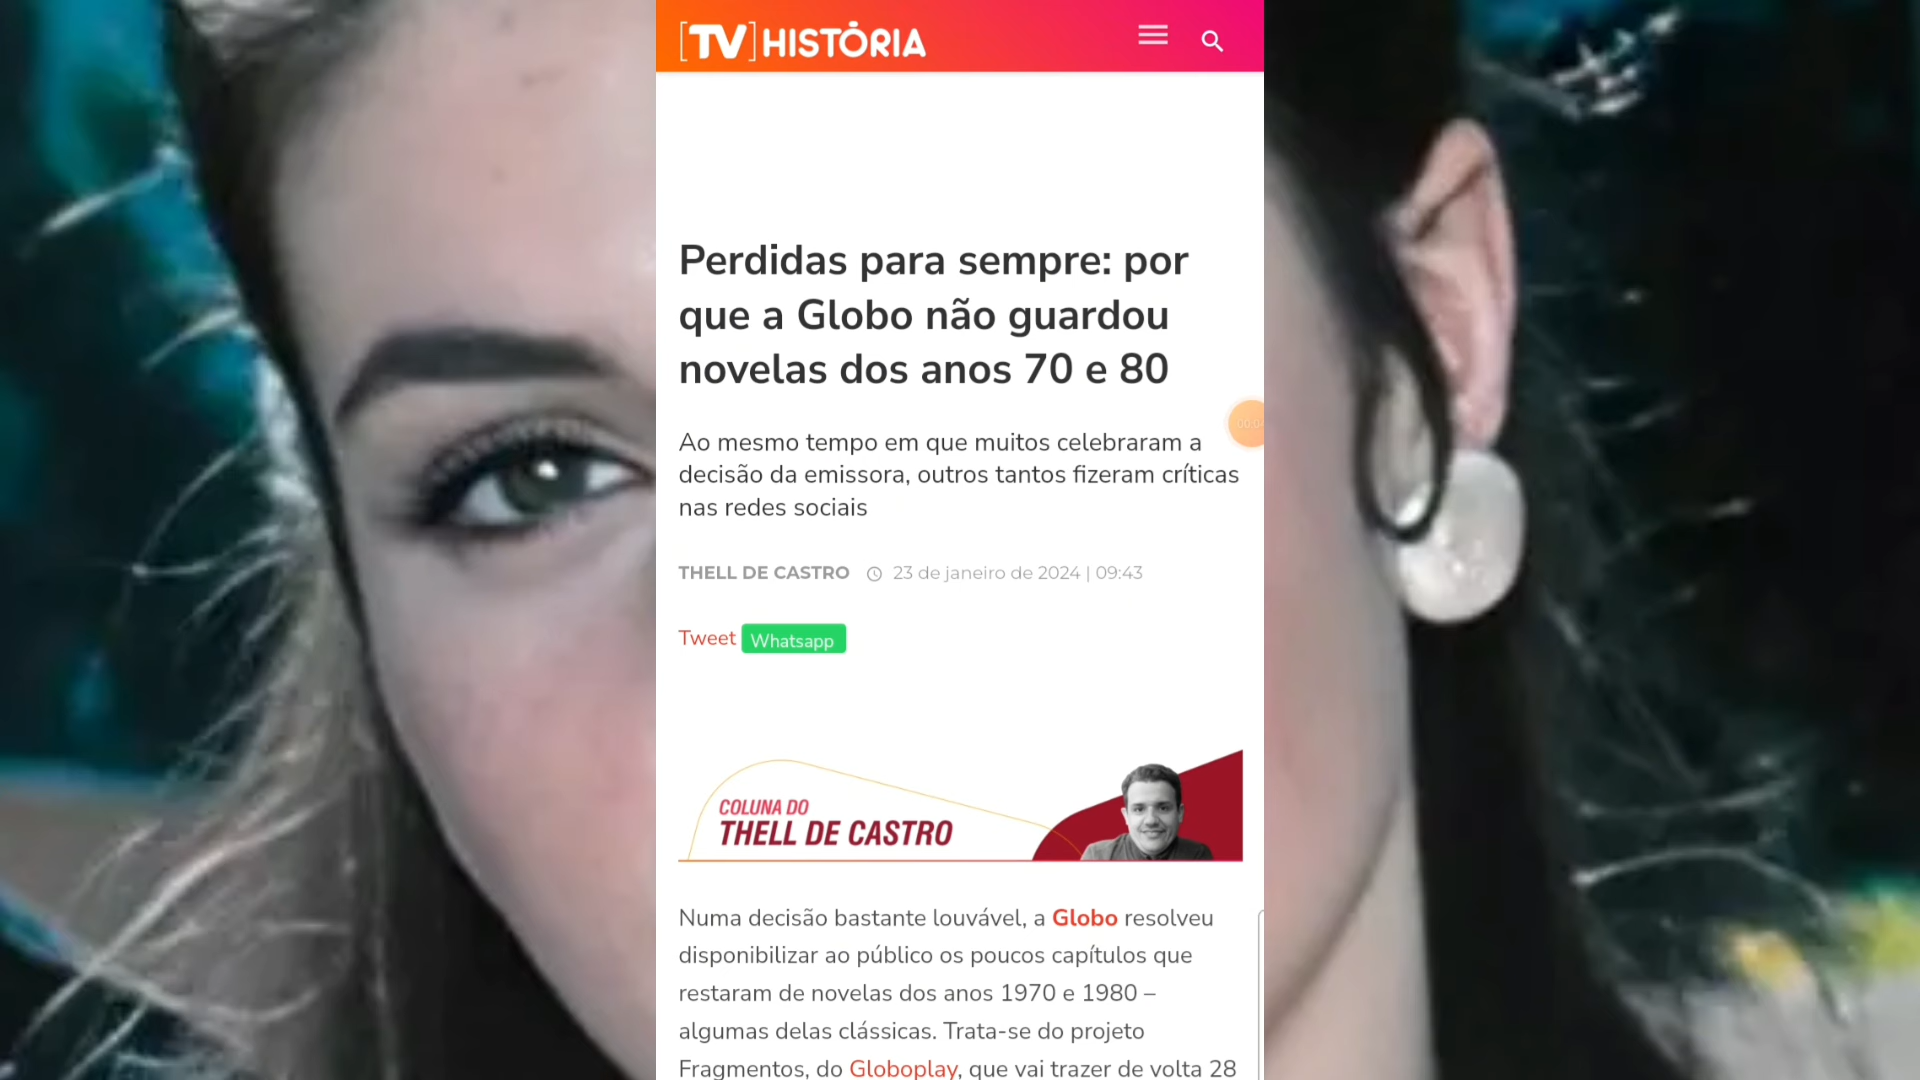 [TV] HISTÓRIA
Perdidas para sempre: por
que a Globo não guardou
novelas dos anos 70 e 80
Ao mesmo tempo em que muitos celebraram a
decisão da emissora, outros tantos fizeram críticas
nas redes sociais
THELL DE CASTRO 23 de janeiro de 2024 | 09:43
Tweet Whatsapp
COLUNA DO
THELL DE CASTRO
Numa decisão bastante louvável, a Globo resolveu
disponibilizar ao público os poucos capítulos que
restaram de novelas dos anos 1970 e 1980 –
algumas delas clássicas. Trata-se do projeto
Fragmentos, do Globoplay, que vai trazer de volta 28